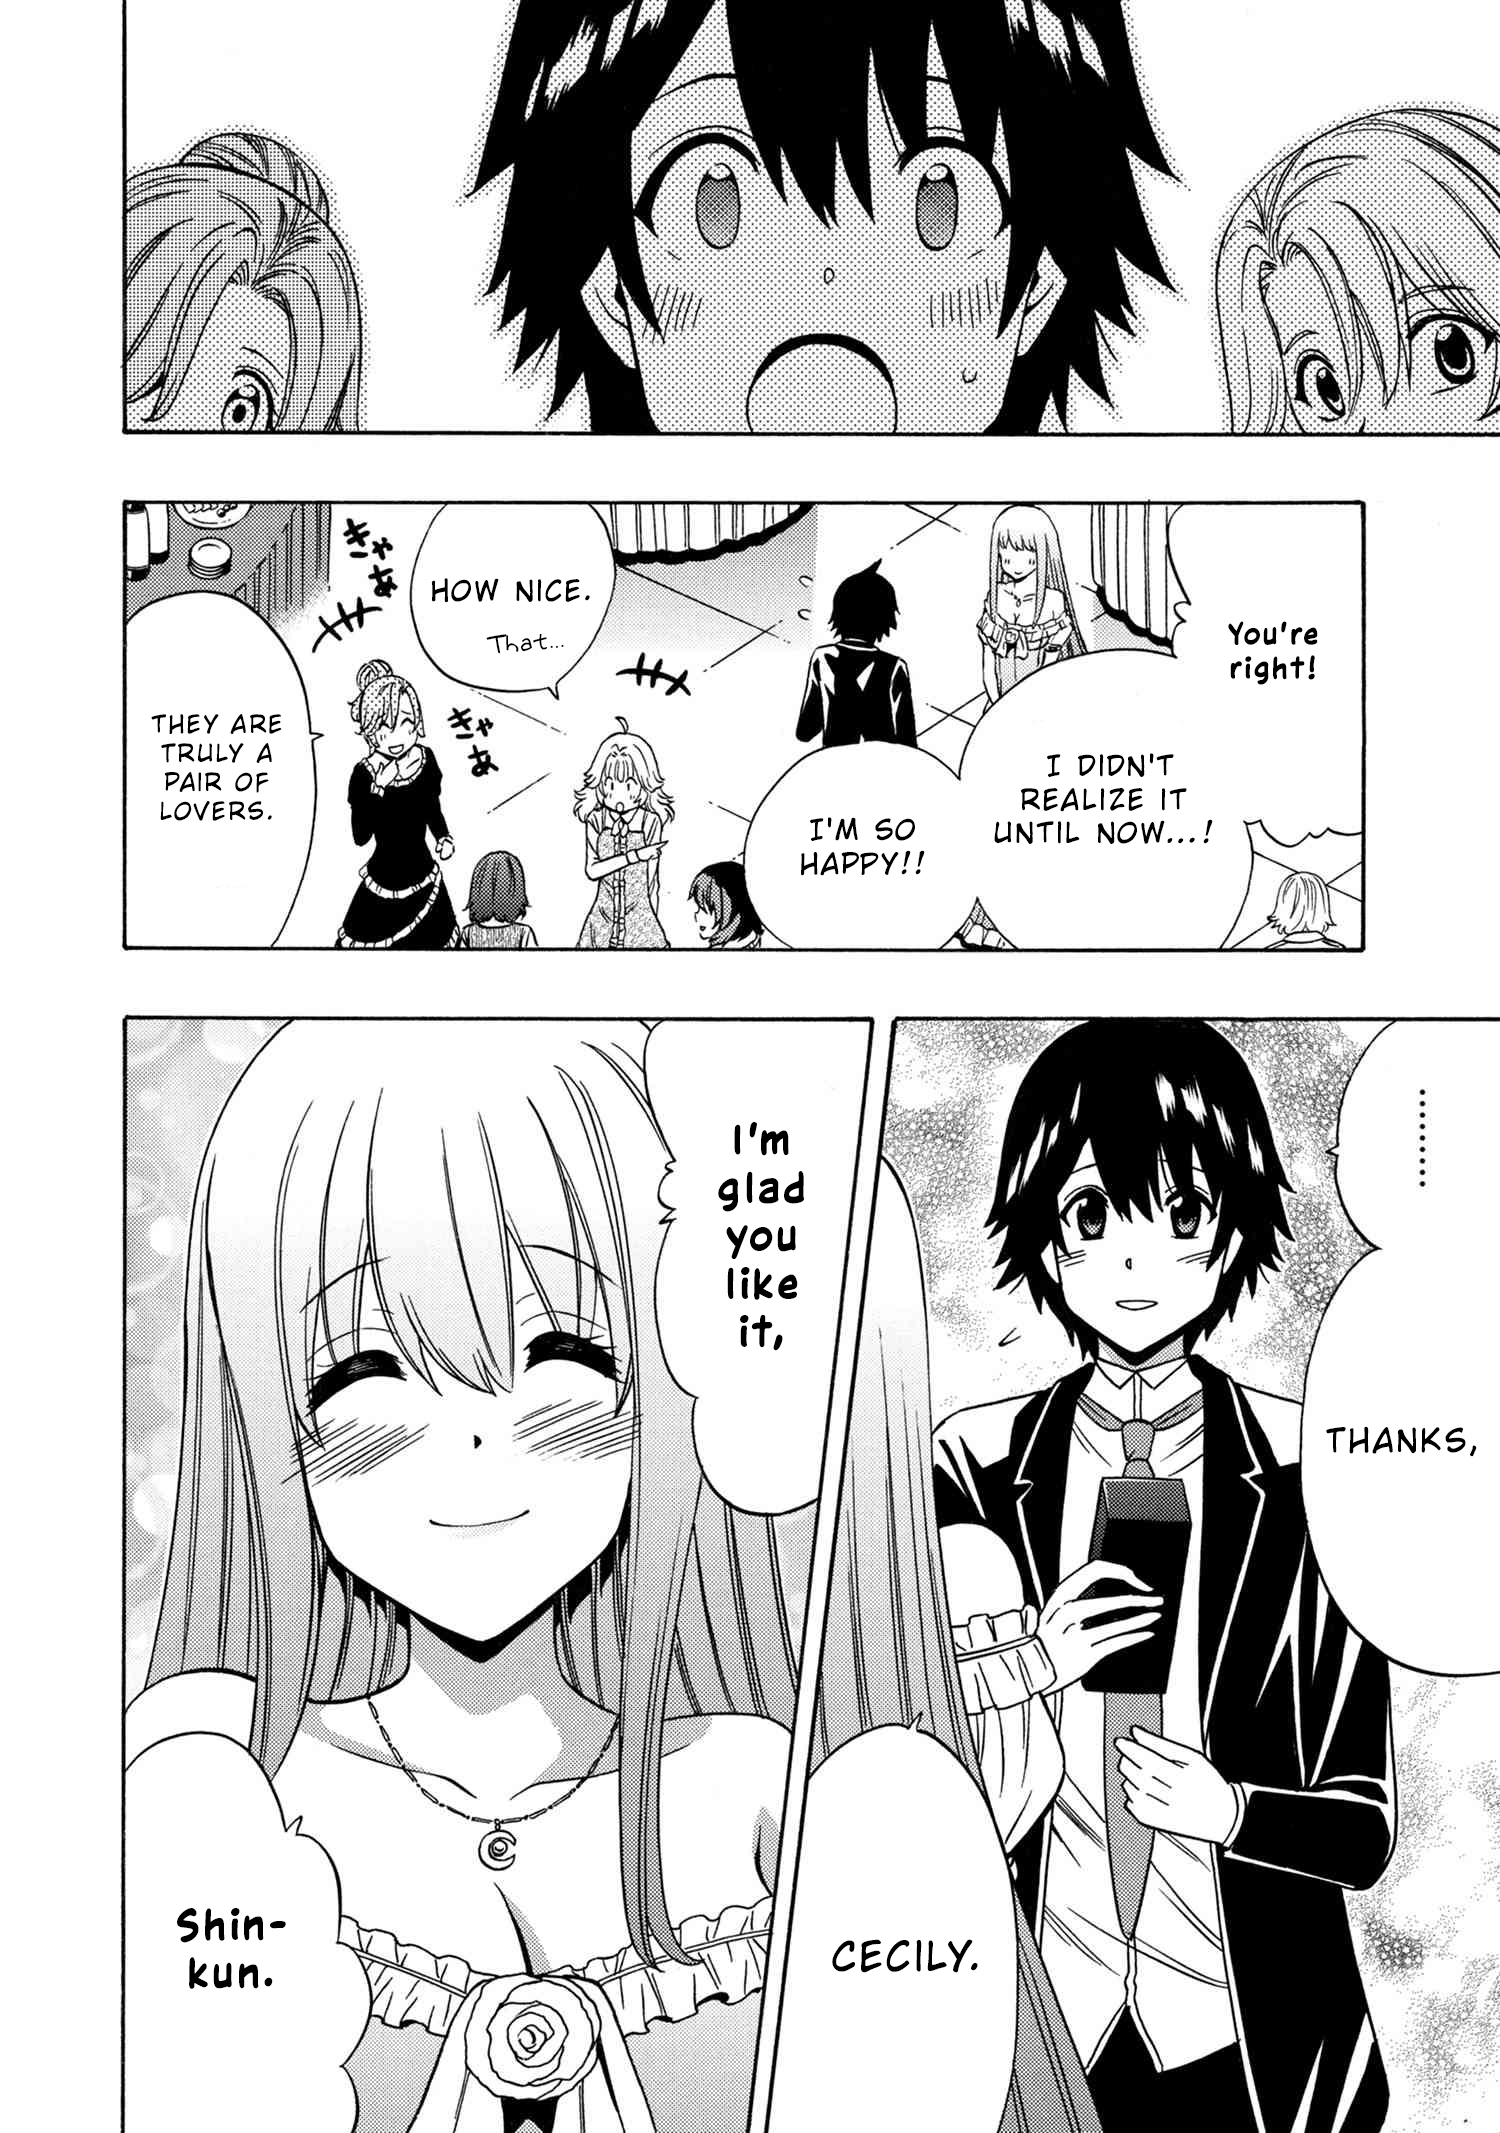 You're
right!
I DIDN'T
REALIZE IT
UNTIL NOW...!
I'M SO
HAPPY!!
HOW NICE.
That...
きゃあ
きゃあ
THEY ARE
TRULY A
PAIR OF
LOVERS.
.........
THANKS,
CECILY.
I'm
glad
you
like
it,
Shin-
kun.